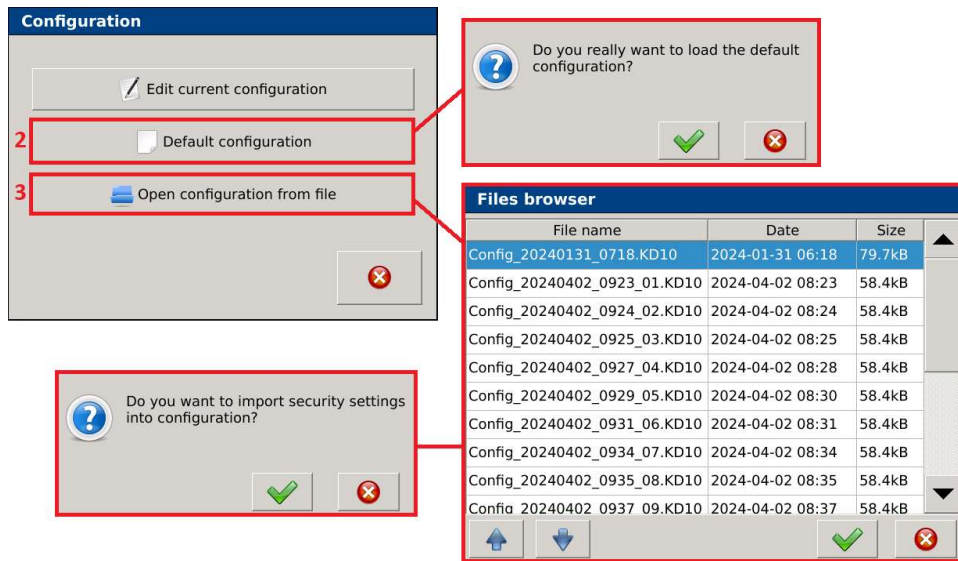 Configuration
Edit current configuration
2
Default configuration
3
Open configuration from file
Do you really want to load the default
configuration?
Files browser
File name Date Size
Config_20240131_0718.KD10 2024-01-31 06:18 79.7kB
Config_20240402_0923_01.KD10 2024-04-02 08:23 58.4kB
Config_20240402_0924_02.KD10 2024-04-02 08:24 58.4kB
Config_20240402_0925_03.KD10 2024-04-02 08:25 58.4kB
Config_20240402_0927_04.KD10 2024-04-02 08:28 58.4kB
Config_20240402_0929_05.KD10 2024-04-02 08:30 58.4kB
Config_20240402_0931_06.KD10 2024-04-02 08:31 58.4kB
Config_20240402_0934_07.KD10 2024-04-02 08:34 58.4kB
Config_20240402_0935_08.KD10 2024-04-02 08:35 58.4kB
Config_20240402_0937_09.KD10 2024-04-02 08:37 58.4kB
Do you want to import security settings
into configuration?